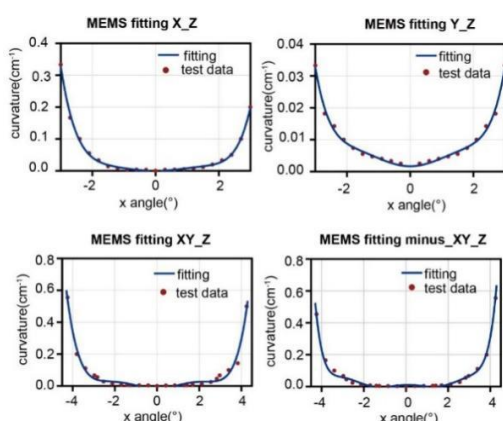 MEMS fitting X_Z
0.4
0.3
0.2
0.1
0.0
curvature(cm⁻¹)
fitting
test data
-2
0
2
x angle(°)
MEMS fitting Y_Z
0.04
0.03
0.02
0.01
0.00
curvature(cm⁻¹)
fitting
test data
-2
0
2
x angle(°)
MEMS fitting XY_Z
0.8
0.6
0.4
0.2
0.0
curvature(cm⁻¹)
fitting
test data
-4
-2
0
2
4
x angle(°)
MEMS fitting minus_XY_Z
0.8
0.6
0.4
0.2
0.0
curvature(cm⁻¹)
fitting
test data
-4
-2
0
2
4
x angle(°)